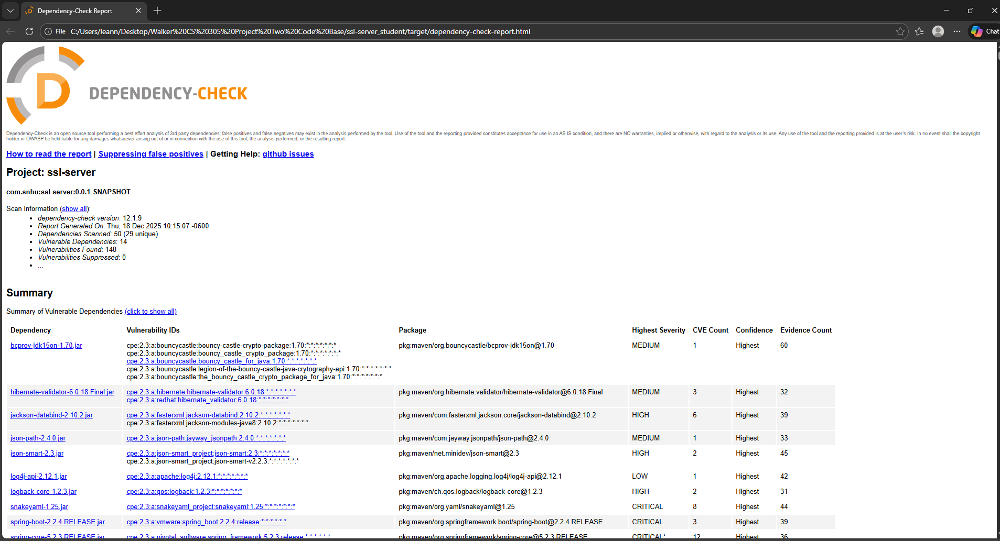 Dependency-Check Report
File C:/Users/leann/Desktop/Walker%20CS%20305%20Project%20Two%20Code%20Base/ssl-server_student/target/dependency-check-report.html
Chat
D
DEPENDENCY-CHECK
Dependency-Check is an open source tool performing a best effort analysis of 3rd party dependencies; false positives and false negatives may exist in the analysis performed by the tool. Use of the tool and the reporting provided constitutes acceptance for use in an AS IS condition, and there are NO warranties, implied or otherwise, with regard to the analysis or its use. Any use of the tool and the reporting provided is at the user's risk. In no event shall the copyright
holder or OWASP be held liable for any damages whatsoever arising out of or in connection with the use of this tool, the analysis performed, or the resulting report.
How to read the report | Suppressing false positives | Getting Help: github issues
Project: ssl-server
com.snhu:ssl-server:0.0.1-SNAPSHOT
Scan Information (show all):
• dependency-check version: 12.1.9
• Report Generated On: Thu, 18 Dec 2025 10:15:07 -0600
• Dependencies Scanned: 50 (29 unique)
• Vulnerable Dependencies: 14
• Vulnerabilities Found: 148
• Vulnerabilities Suppressed: 0
• ...
Summary
Summary of Vulnerable Dependencies (click to show all)
Dependency Vulnerability IDs Package Highest Severity CVE Count Confidence Evidence Count
bcprov-jdk15on-1.70.jar cpe:2.3:a:bouncycastle:bouncy-castle-crypto-package:1.70:*:*:*:*:*:*:* pkg:maven/org.bouncycastle/bcprov-jdk15on@1.70 MEDIUM 1 Highest 60
cpe:2.3:a:bouncycastle:bouncy_castle_crypto_package:1.70:*:*:*:*:*:*:*
cpe:2.3:a:bouncycastle:bouncy_castle_for_java:1.70:*:*:*:*:*:*:*
cpe:2.3:a:bouncycastle:legion-of-the-bouncy-castle-java-crytography-api:1.70:*:*:*:*:*:*:*
cpe:2.3:a:bouncycastle:the_bouncy_castle_crypto_package_for_java:1.70:*:*:*:*:*:*:*
hibernate-validator-6.0.18.Final.jar cpe:2.3:a:hibernate:hibernate-validator:6.0.18:*:*:*:*:*:*:* pkg:maven/org.hibernate.validator/hibernate-validator@6.0.18.Final MEDIUM 3 Highest 32
cpe:2.3:a:redhat:hibernate_validator:6.0.18:*:*:*:*:*:*:*
jackson-databind-2.10.2.jar cpe:2.3:a:fasterxml:jackson-databind:2.10.2:*:*:*:*:*:*:* pkg:maven/com.fasterxml.jackson.core/jackson-databind@2.10.2 HIGH 6 Highest 39
cpe:2.3:a:fasterxml:jackson-modules-java8:2.10.2:*:*:*:*:*:*:*
json-path-2.4.0.jar cpe:2.3:a:json-path:jayway_jsonpath:2.4.0:*:*:*:*:*:*:* pkg:maven/com.jayway.jsonpath/json-path@2.4.0 MEDIUM 1 Highest 33
json-smart-2.3.jar cpe:2.3:a:json-smart_project:json-smart:2.3:*:*:*:*:*:*:* pkg:maven/net.minidev/json-smart@2.3 HIGH 2 Highest 45
cpe:2.3:a:json-smart_project:json-smart-v2:2.3:*:*:*:*:*:*:*
log4j-api-2.12.1.jar cpe:2.3:a:apache:log4j:2.12.1:*:*:*:*:*:*:* pkg:maven/org.apache.logging.log4j/log4j-api@2.12.1 LOW 1 Highest 42
logback-core-1.2.3.jar cpe:2.3:a:qos:logback:1.2.3:*:*:*:*:*:*:* pkg:maven/ch.qos.logback/logback-core@1.2.3 HIGH 2 Highest 31
snakeyaml-1.25.jar cpe:2.3:a:snakeyaml_project:snakeyaml:1.25:*:*:*:*:*:*:* pkg:maven/org.yaml/snakeyaml@1.25 CRITICAL 8 Highest 44
spring-boot-2.2.4.RELEASE.jar cpe:2.3:a:vmware:spring_boot:2.2.4:release:*:*:*:*:*:* pkg:maven/org.springframework.boot/spring-boot@2.2.4.RELEASE CRITICAL 3 Highest 39
spring-core-5.2.3.RELEASE.jar cpe:2.3:a:pivotal_software:spring_framework:5.2.3:release:*:*:*:*:*:* pkg:maven/org.springframework/spring-core@5.2.3.RELEASE CRITICAL* 12 Highest 36